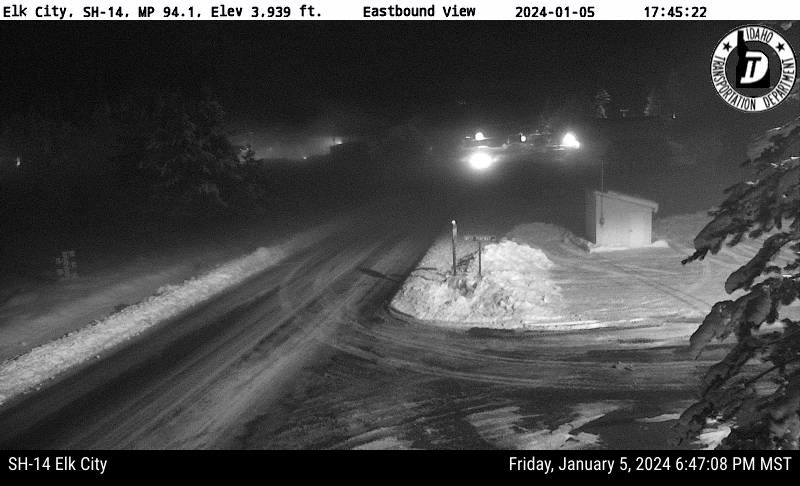 Elk City, SH-14, MP 94.1, Elev 3,939 ft. Eastbound View 2024-01-05 17:45:22
IDAHO
TRANSPORTATION DEPARTMENT
SH-14 Elk City Friday, January 5, 2024 6:47:08 PM MST